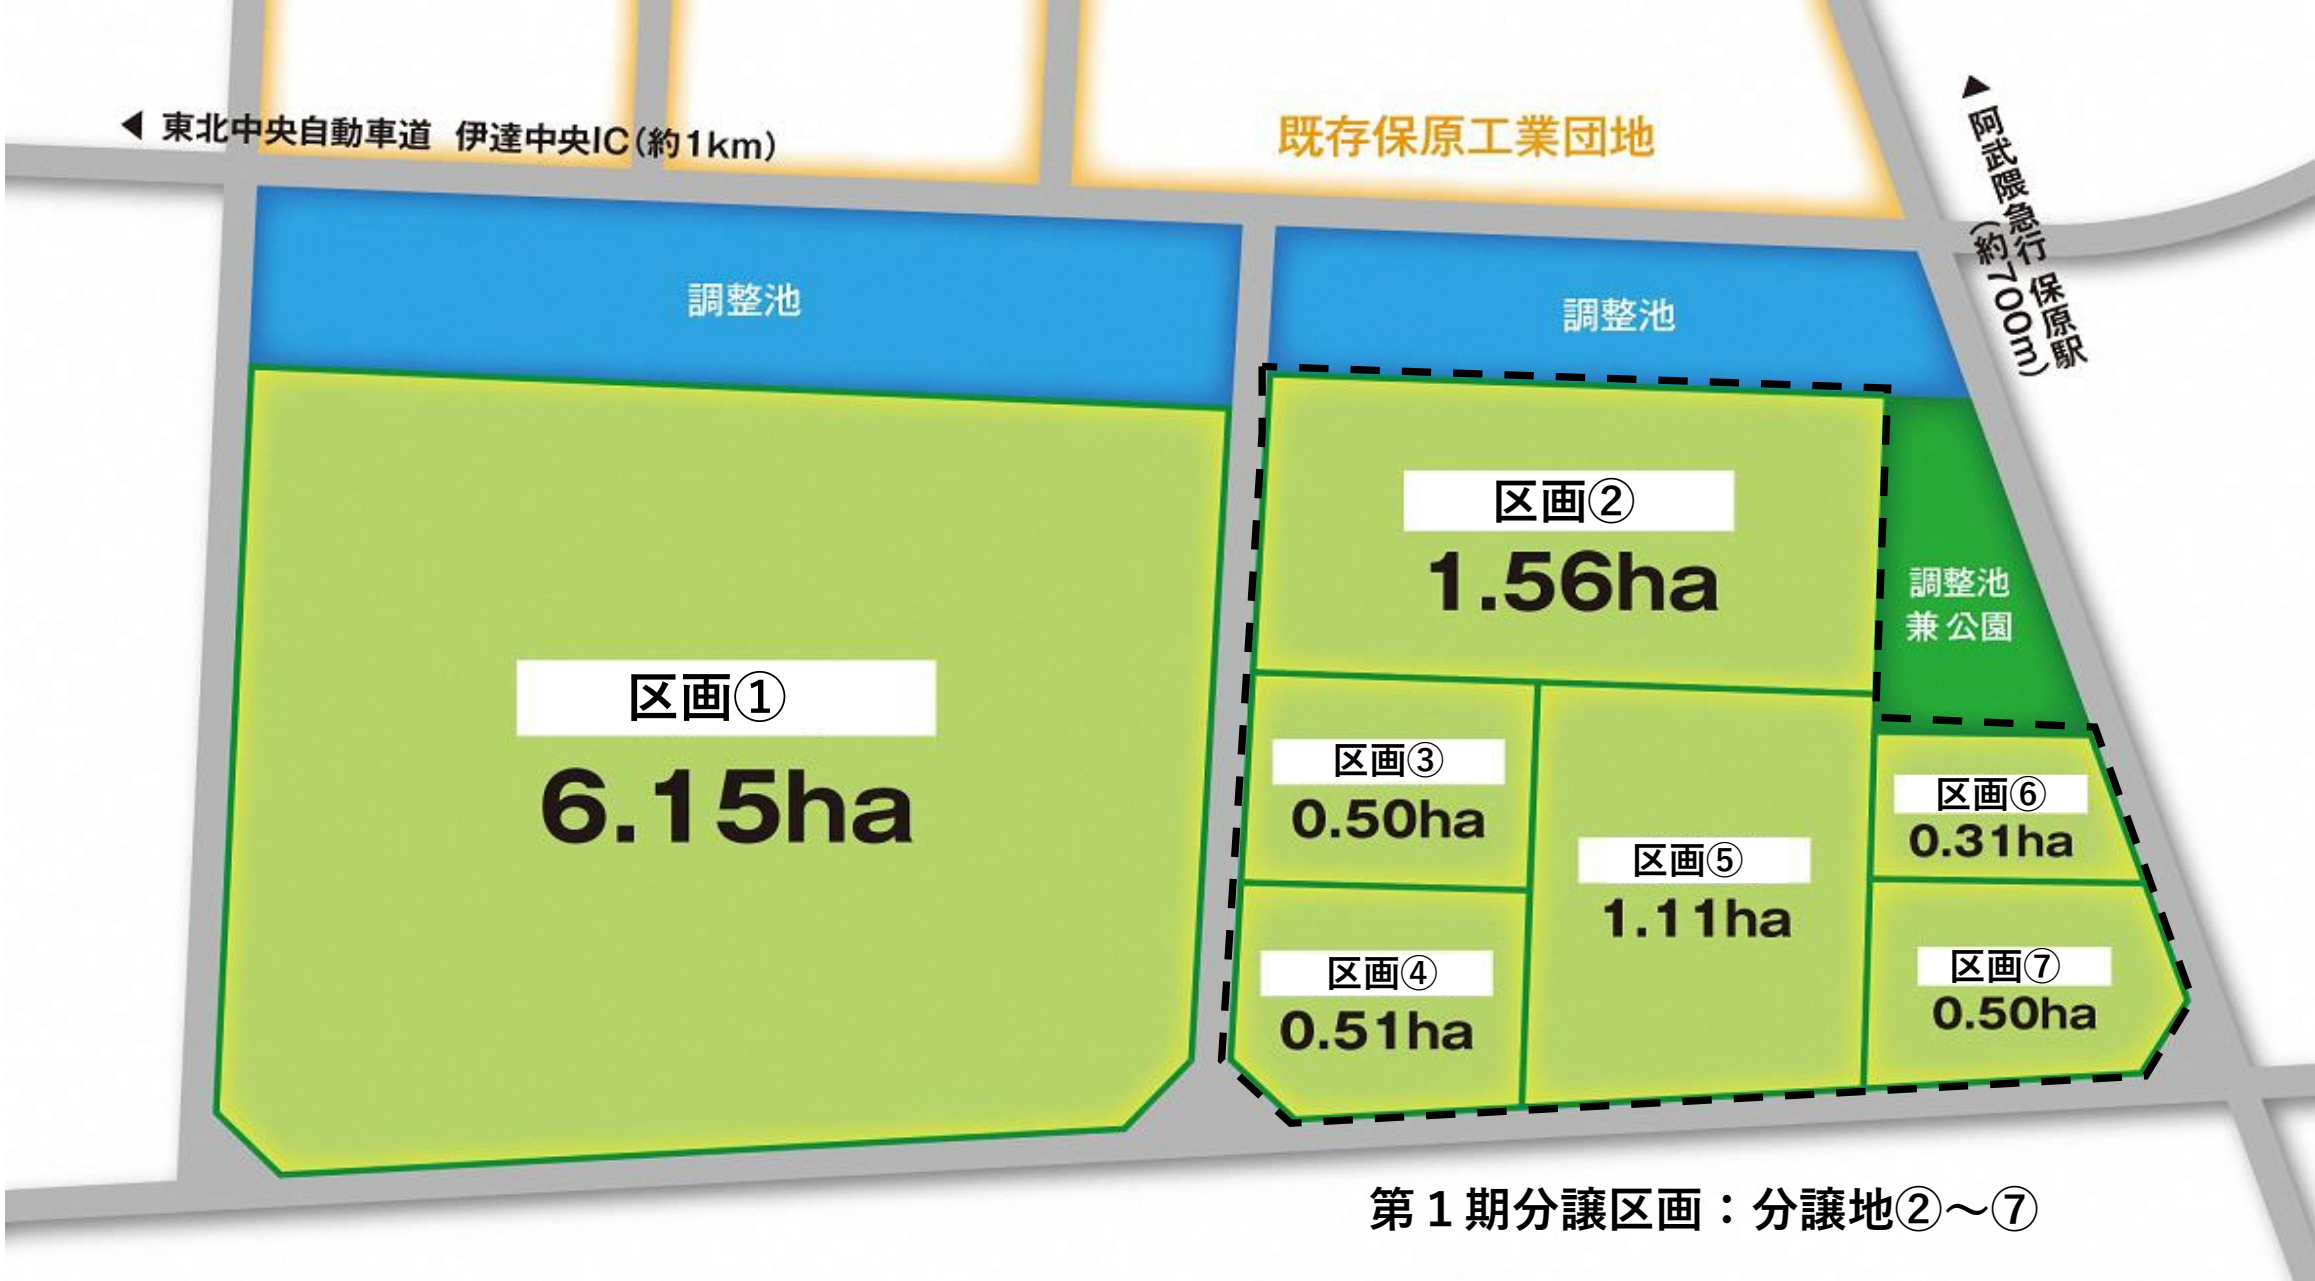 ◀ 東北中央自動車道 伊達中央IC(約1km)
既存保原工業団地
▲ 阿武隈急行 保原駅
(約700m)
調整池
調整池
区画①
6.15ha
区画②
1.56ha
調整池
兼公園
区画③
0.50ha
区画④
0.51ha
区画⑤
1.11ha
区画⑥
0.31ha
区画⑦
0.50ha
第1期分譲区画：分譲地②～⑦